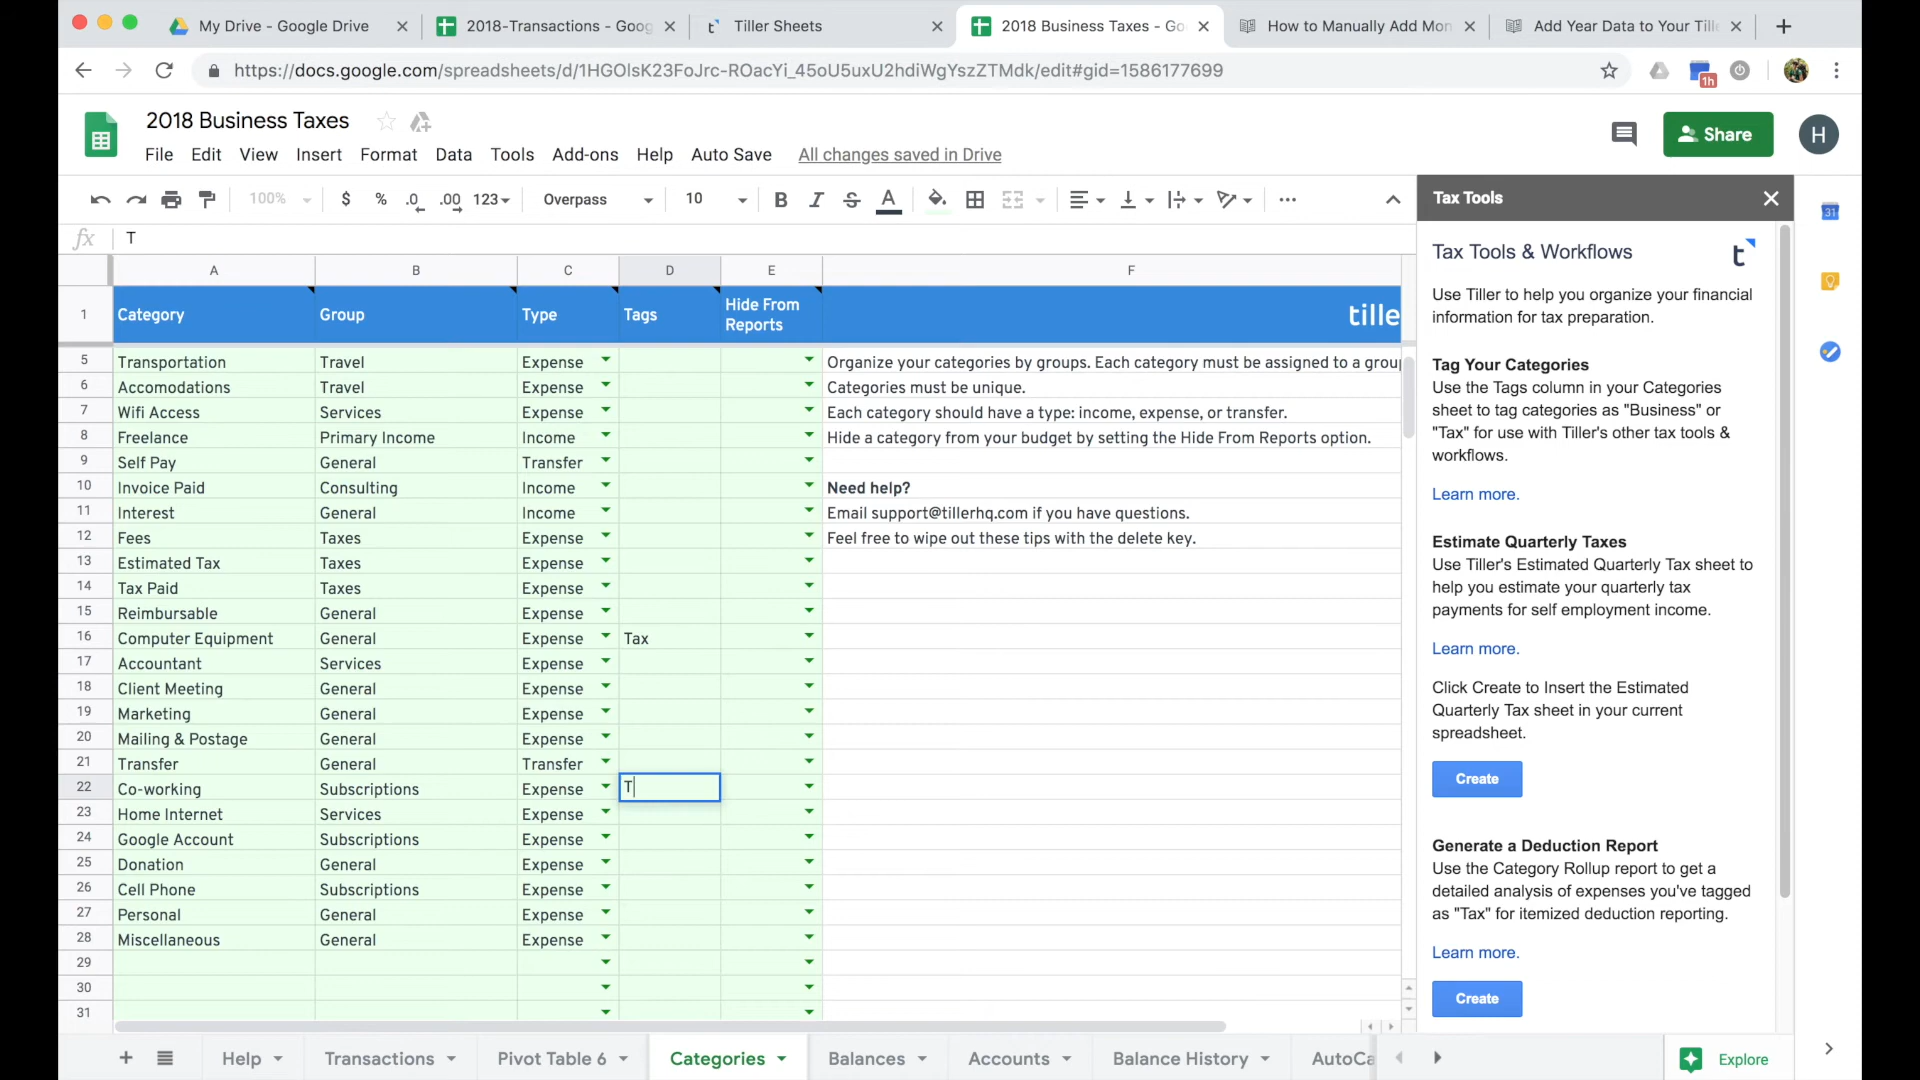 My Drive - Google Drive
2018-Transactions - Goog
Tiller Sheets
2018 Business Taxes - Go
How to Manually Add Mon
Add Year Data to Your Tille
https://docs.google.com/spreadsheets/d/1HGOlsK23FoJrc-ROacYi_45oU5uxU2hdiWgYszZTMdk/edit#gid=1586177699
1h
2018 Business Taxes
File Edit View Insert Format Data Tools Add-ons Help Auto Save All changes saved in Drive
Share
H
100% $ % .0 .00 123 Overpass 10 B I S A
fx T
A B C D E F
1 Category Group Type Tags Hide From Reports tille
5 Transportation Travel Expense Organize your categories by groups. Each category must be assigned to a grou
6 Accomodations Travel Expense Categories must be unique.
7 Wifi Access Services Expense Each category should have a type: income, expense, or transfer.
8 Freelance Primary Income Income Hide a category from your budget by setting the Hide From Reports option.
9 Self Pay General Transfer
10 Invoice Paid Consulting Income Need help?
11 Interest General Income Email support@tillerhq.com if you have questions.
12 Fees Taxes Expense Feel free to wipe out these tips with the delete key.
13 Estimated Tax Taxes Expense
14 Tax Paid Taxes Expense
15 Reimbursable General Expense
16 Computer Equipment General Expense Tax
17 Accountant Services Expense
18 Client Meeting General Expense
19 Marketing General Expense
20 Mailing & Postage General Expense
21 Transfer General Transfer
22 Co-working Subscriptions Expense T
23 Home Internet Services Expense
24 Google Account Subscriptions Expense
25 Donation General Expense
26 Cell Phone Subscriptions Expense
27 Personal General Expense
28 Miscellaneous General Expense
29
30
31
Help Transactions Pivot Table 6 Categories Balances Accounts Balance History AutoCa
Explore
Tax Tools
Tax Tools & Workflows
t
Use Tiller to help you organize your financial
information for tax preparation.
Tag Your Categories
Use the Tags column in your Categories
sheet to tag categories as "Business" or
"Tax" for use with Tiller's other tax tools &
workflows.
Learn more.
Estimate Quarterly Taxes
Use Tiller's Estimated Quarterly Tax sheet to
help you estimate your quarterly tax
payments for self employment income.
Learn more.
Click Create to Insert the Estimated
Quarterly Tax sheet in your current
spreadsheet.
Create
Generate a Deduction Report
Use the Category Rollup report to get a
detailed analysis of expenses you've tagged
as "Tax" for itemized deduction reporting.
Learn more.
Create
31